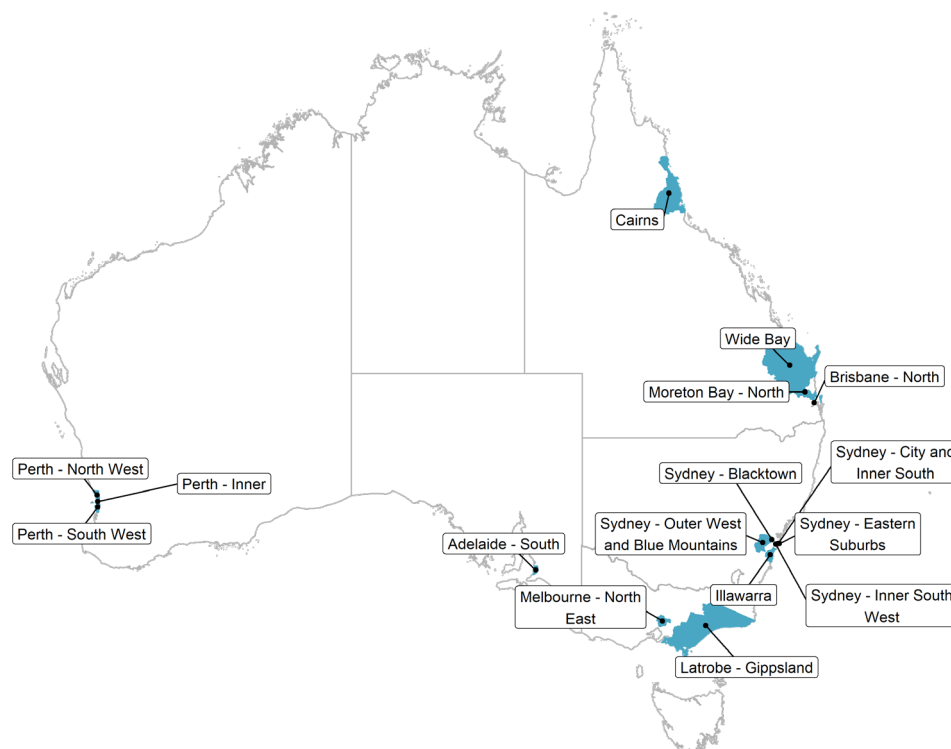 Cairns
Wide Bay
Brisbane - North
Moreton Bay - North
Sydney - City and
Inner South
Sydney - Blacktown
Perth - North West
Perth - Inner
Perth - South West
Sydney - Outer West
and Blue Mountains
Sydney - Eastern
Suburbs
Adelaide - South
Illawarra
Sydney - Inner South
West
Melbourne - North
East
Latrobe - Gippsland